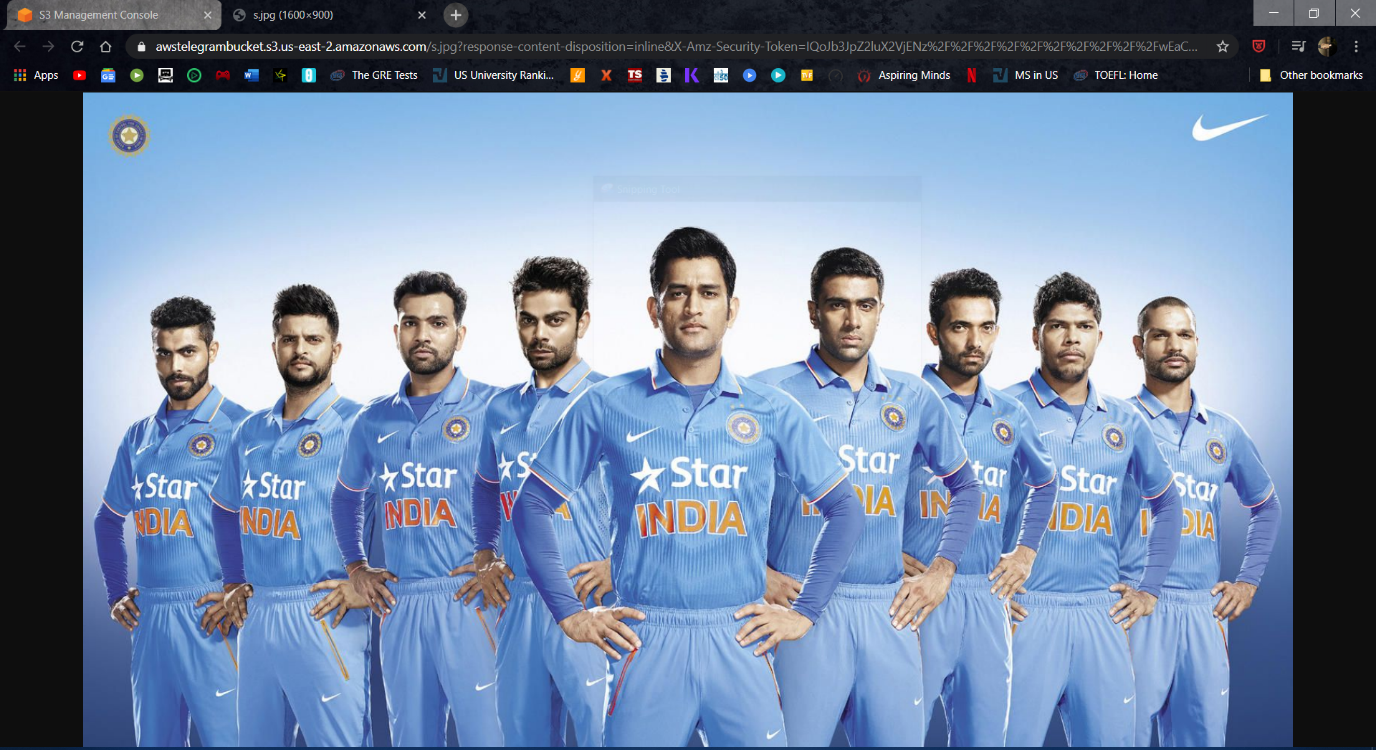 S3 Management Console
s.jpg (1600×900)
awstelegrambucket.s3.us-east-2.amazonaws.com/s.jpg?response-content-disposition=inline&X-Amz-Security-Token=IQoJb3JpZ2luX2VjENz%2F%2F%2F%2F%2F%2F%2F%2F%2F%2FwEaC...
Apps
The GRE Tests
US University Ranki...
TS
Aspiring Minds
MS in US
TOEFL: Home
Other bookmarks
Star Star Star Star Star Star Star Star
INDIA INDIA INDIA INDIA INDIA